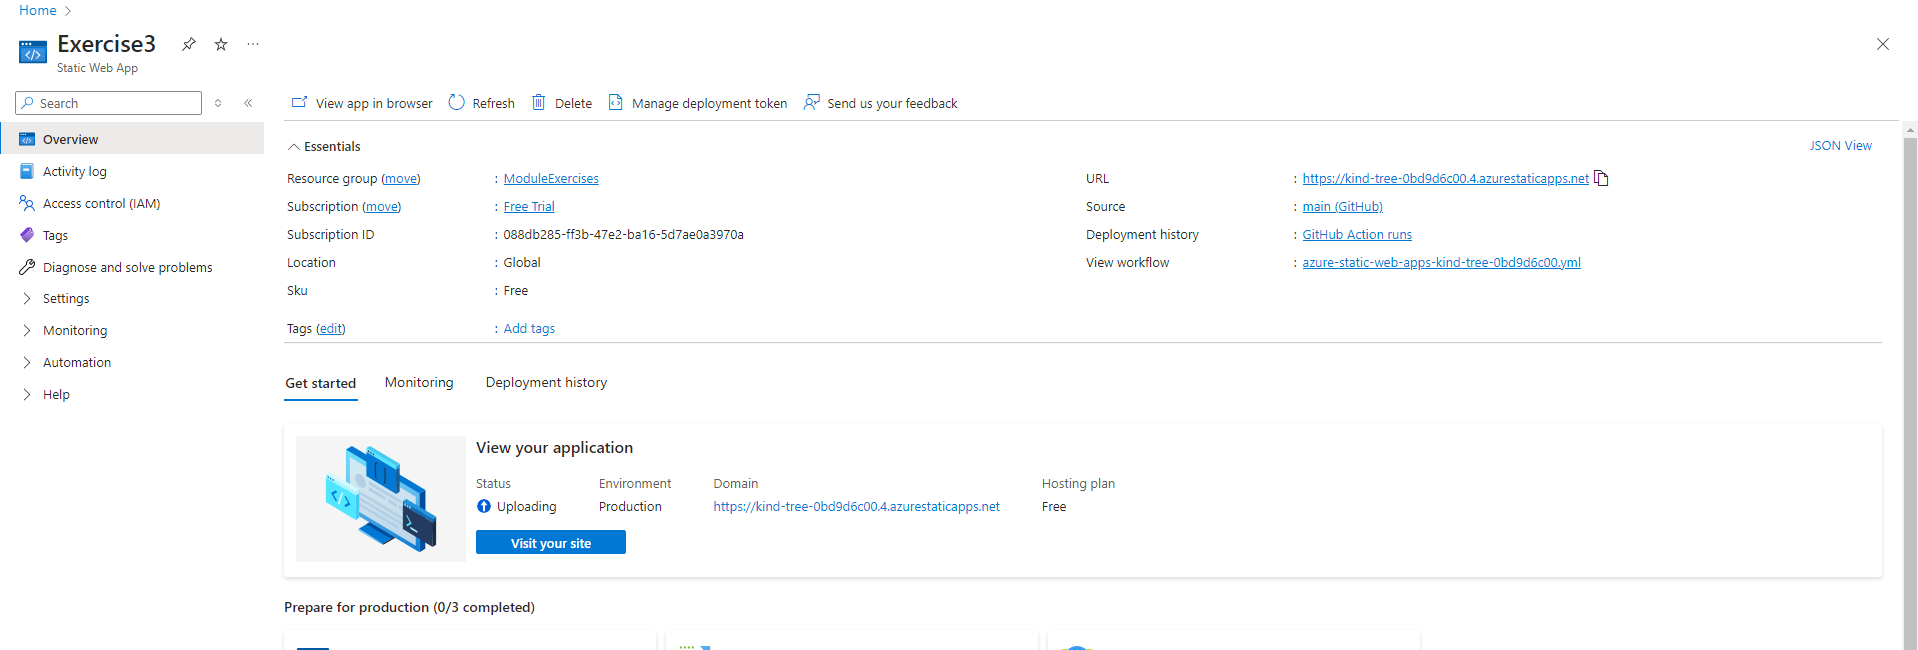 Home
Exercise3
Static Web App
Search
Overview
Activity log
Access control (IAM)
Tags
Diagnose and solve problems
Settings
Monitoring
Automation
Help
View app in browser Refresh Delete Manage deployment token Send us your feedback
Essentials JSON View
Resource group (move) : ModuleExercises
Subscription (move) : Free Trial
Subscription ID : 088db285-ff3b-47e2-ba16-5d7ae0a3970a
Location : Global
Sku : Free
Tags (edit) : Add tags
URL : https://kind-tree-0bd9d6c00.4.azurestaticapps.net
Source : main (GitHub)
Deployment history : GitHub Action runs
View workflow : azure-static-web-apps-kind-tree-0bd9d6c00.yml
Get started Monitoring Deployment history
View your application
Status Environment Domain Hosting plan
Uploading Production https://kind-tree-0bd9d6c00.4.azurestaticapps.net Free
Visit your site
Prepare for production (0/3 completed)